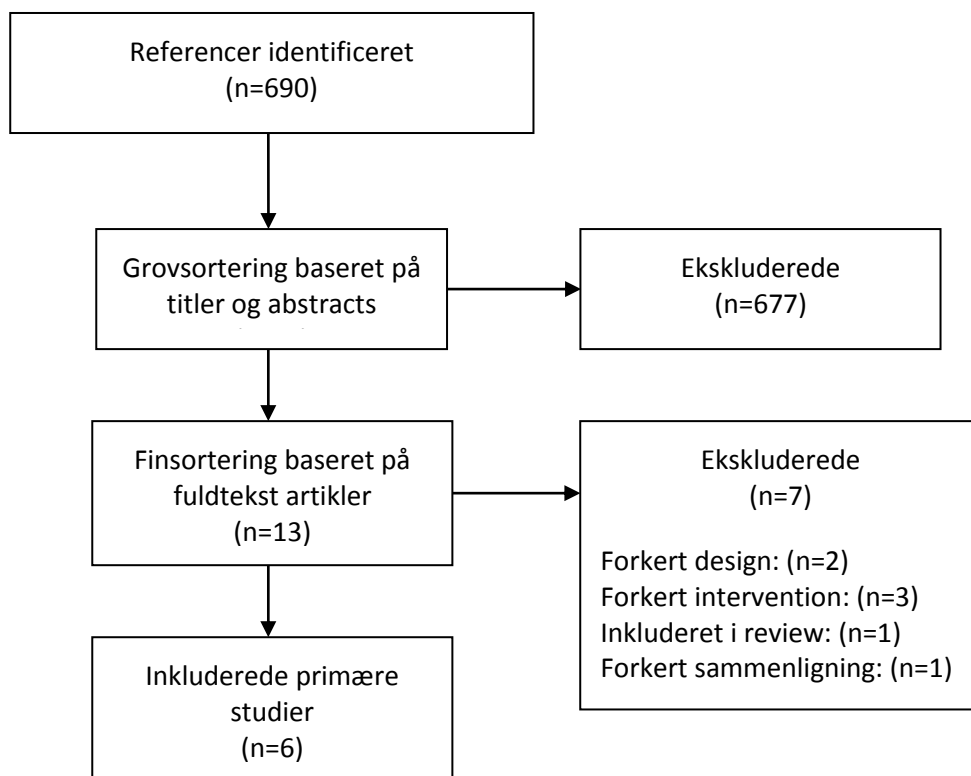 Referencer identificeret
(n=690)
Grovsortering baseret på
titler og abstracts
Ekskluderede
(n=677)
Finsortering baseret på
fuldtekst artikler
(n=13)
Ekskluderede
(n=7)
Forkert design: (n=2)
Forkert intervention: (n=3)
Inkluderet i review: (n=1)
Forkert sammenligning: (n=1)
Inkluderede primære
studier
(n=6)